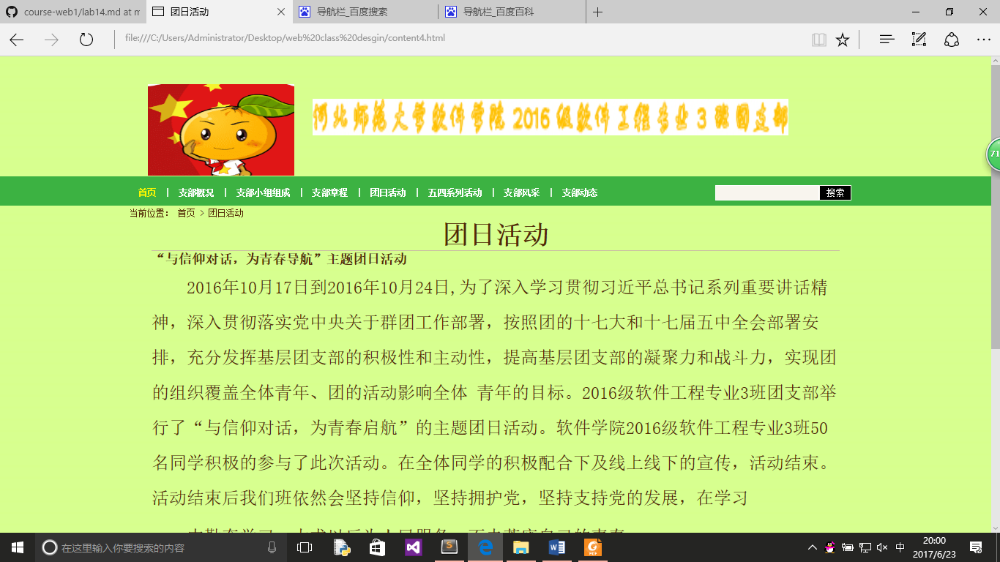 course-web1/lab14.md at m
团日活动
导航栏_百度搜索
导航栏_百度百科
file:///C:/Users/Administrator/Desktop/web%20class%20desgin/content4.html
河北师范大学软件学院2016级软件工程专业3班团支部
71
首页 | 支部概况 | 支部小组组成 | 支部章程 | 团日活动 | 五四系列活动 | 支部风采 | 支部动态
搜索
当前位置： 首页 > 团日活动
团日活动
“与信仰对话，为青春导航”主题团日活动
2016年10月17日到2016年10月24日,为了深入学习贯彻习近平总书记系列重要讲话精
神，深入贯彻落实党中央关于群团工作部署，按照团的十七大和十七届五中全会部署安
排，充分发挥基层团支部的积极性和主动性，提高基层团支部的凝聚力和战斗力，实现团
的组织覆盖全体青年、团的活动影响全体 青年的目标。2016级软件工程专业3班团支部举
行了“与信仰对话，为青春启航”的主题团日活动。软件学院2016级软件工程专业3班50
名同学积极的参与了此次活动。在全体同学的积极配合下及线上线下的宣传，活动结束。
活动结束后我们班依然会坚持信仰，坚持拥护党，坚持支持党的发展，在学习
在这里输入你要搜索的内容
中
20:00
2017/6/23